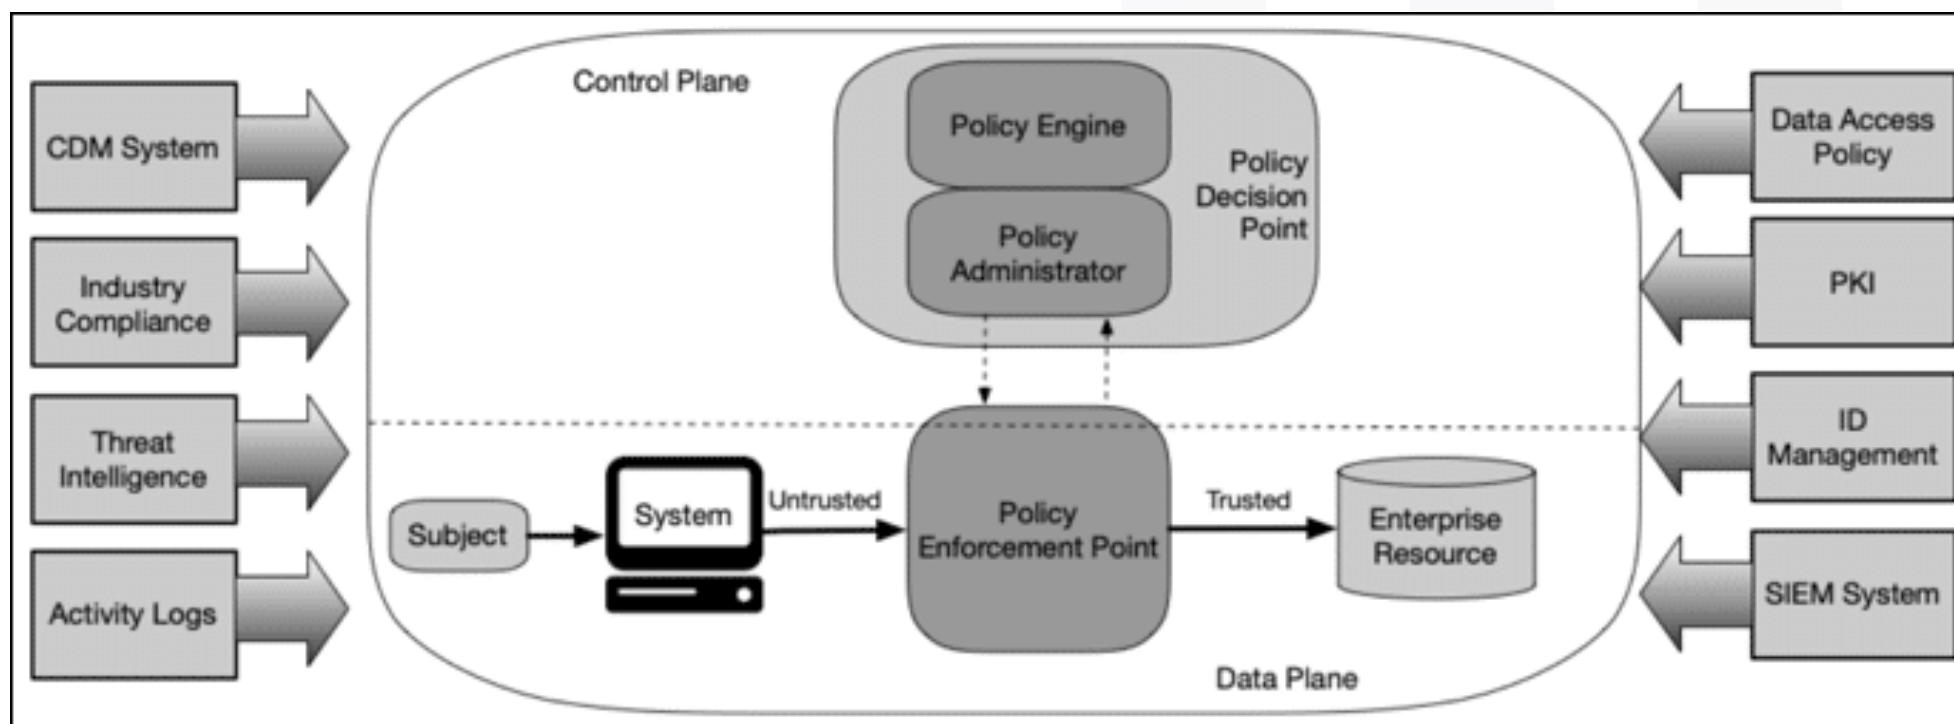 Control Plane
CDM System
Industry
Compliance
Threat
Intelligence
Activity Logs
Policy Engine
Policy
Administrator
Policy
Decision
Point
Subject
System
Untrusted
Policy
Enforcement Point
Trusted
Enterprise
Resource
Data Plane
Data Access
Policy
PKI
ID
Management
SIEM System